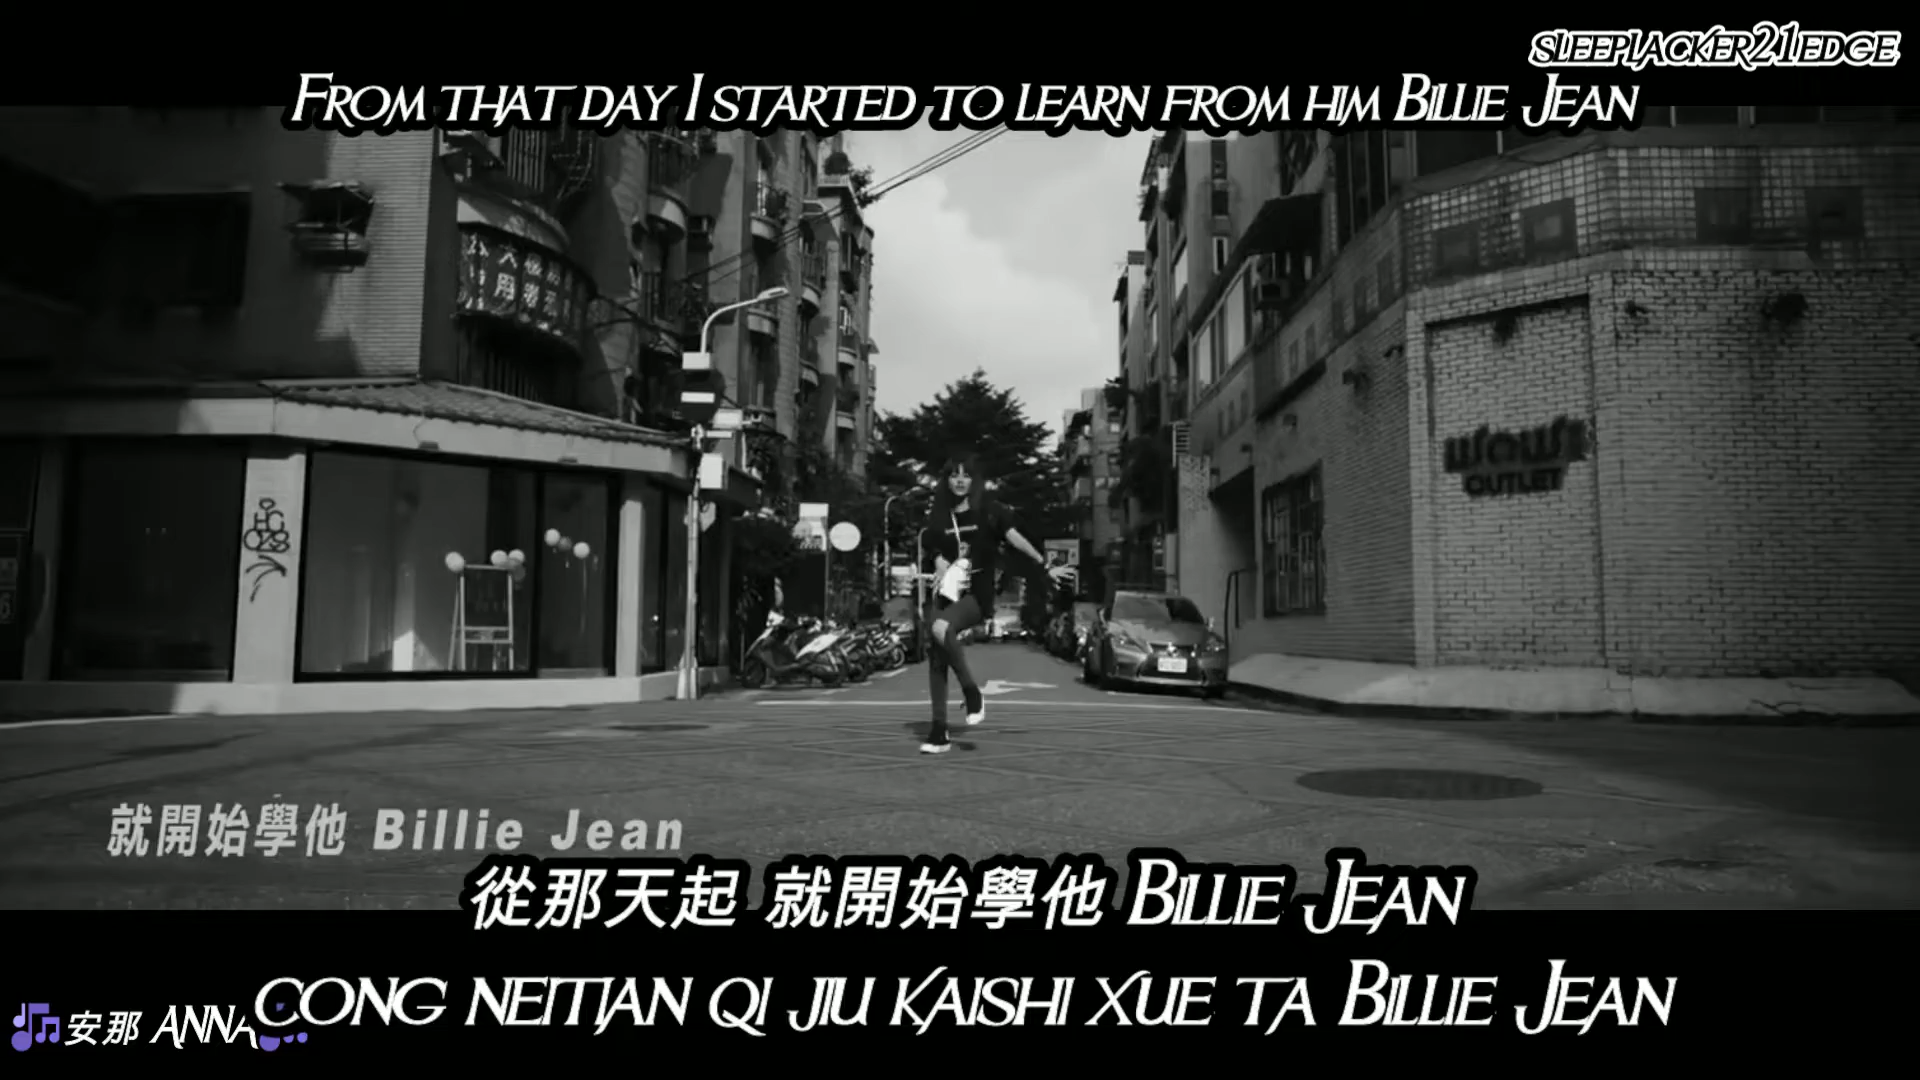 SLEEPJACKER21EDGE
FROM THAT DAY I STARTED TO LEARN FROM HIM BILLIE JEAN
OUTLET
就開始學他 Billie Jean
從那天起 就開始學他 BILLIE JEAN
CONG NEITIAN QI JIU KAISHI XUE TA BILLIE JEAN
安那 ANNA